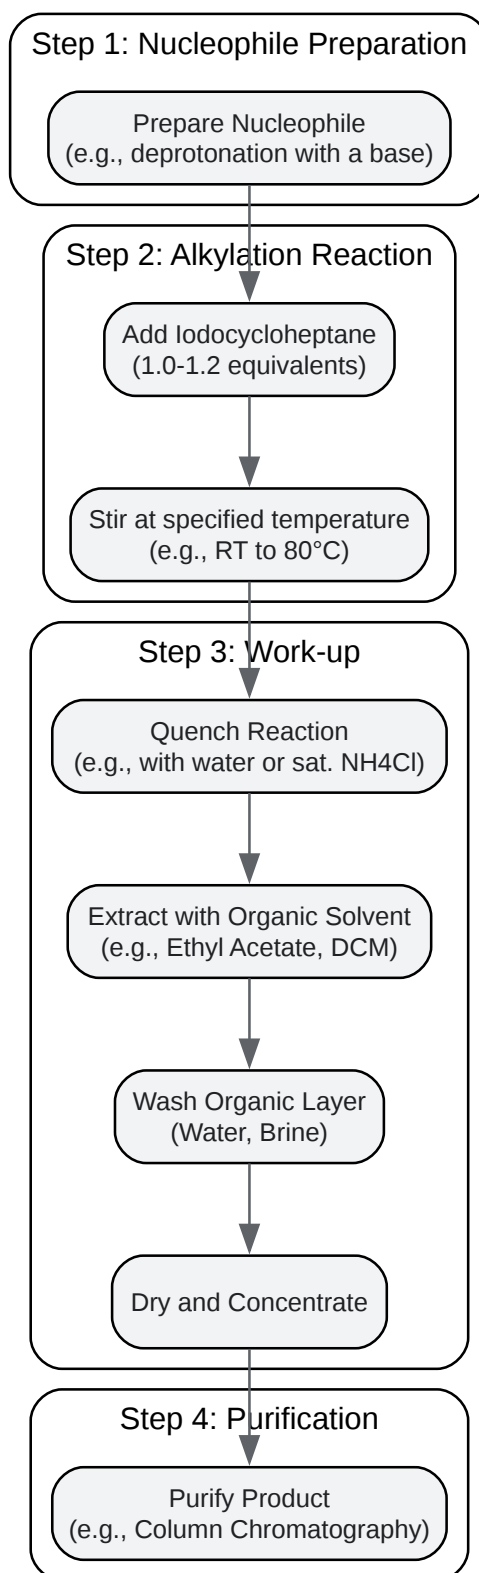 Step 1: Nucleophile Preparation
Prepare Nucleophile
(e.g., deprotonation with a base)
Step 2: Alkylation Reaction
Add Iodocycloheptane
(1.0-1.2 equivalents)
Stir at specified temperature
(e.g., RT to 80°C)
Step 3: Work-up
Quench Reaction
(e.g., with water or sat. NH4Cl)
Extract with Organic Solvent
(e.g., Ethyl Acetate, DCM)
Wash Organic Layer
(Water, Brine)
Dry and Concentrate
Step 4: Purification
Purify Product
(e.g., Column Chromatography)